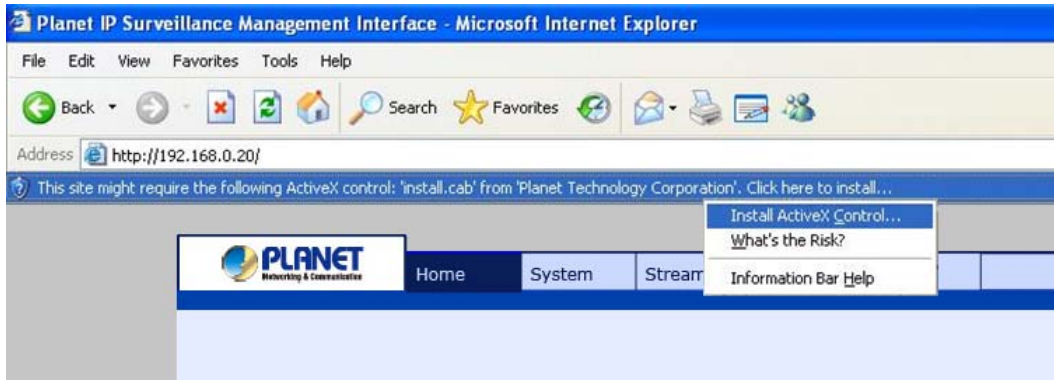 Planet IP Surveillance Management Interface - Microsoft Internet Explorer
File Edit View Favorites Tools Help
Back Search Favorites
Address http://192.168.0.20/
This site might require the following ActiveX control: 'install.cab' from 'Planet Technology Corporation'. Click here to install...
Install ActiveX Control...
What's the Risk?
Information Bar Help
PLANET
Networking & Communication
Home System Stream